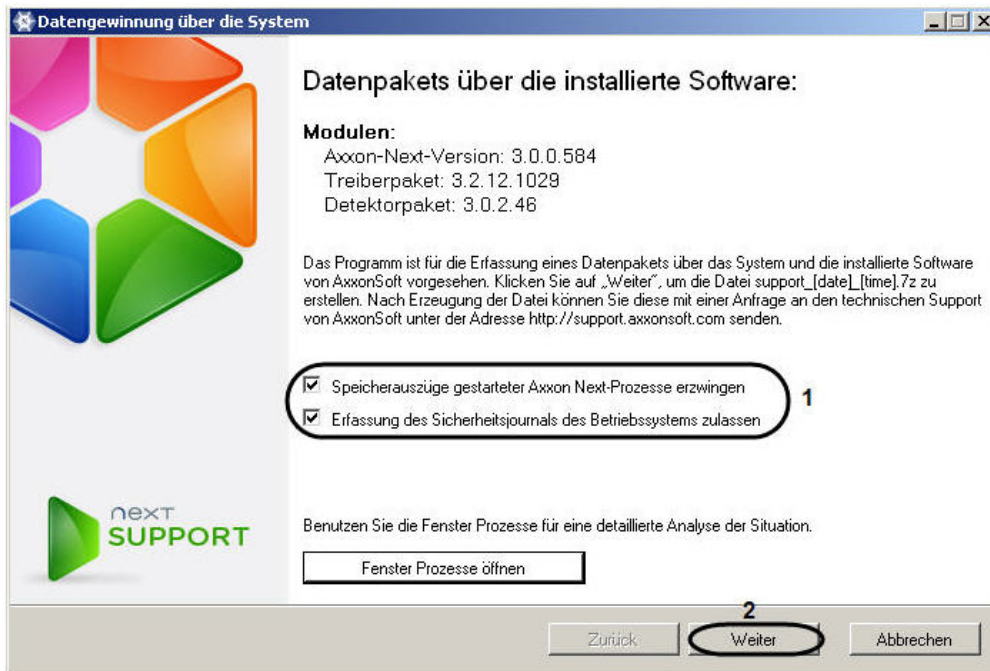 Datengewinnung über die System
Datenpakets über die installierte Software:
Modulen:
Axxon-Next-Version: 3.0.0.584
Treiberpaket: 3.2.12.1029
Detektorpaket: 3.0.2.46
Das Programm ist für die Erfassung eines Datenpakets über das System und die installierte Software
von AxxonSoft vorgesehen. Klicken Sie auf „Weiter", um die Datei support_[date]_[time].7z zu
erstellen. Nach Erzeugung der Datei können Sie diese mit einer Anfrage an den technischen Support
von AxxonSoft unter der Adresse http://support.axxonsoft.com senden.
Speicherauszüge gestarteter Axxon Next-Prozesse erzwingen
1
Erfassung des Sicherheitsjournals des Betriebssystems zulassen
next
SUPPORT
Benutzen Sie die Fenster Prozesse für eine detaillierte Analyse der Situation.
Fenster Prozesse öffnen
2
Zurück
Weiter
Abbrechen